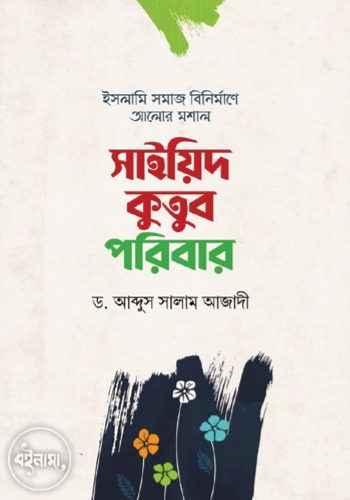 ইসলামি সমাজ বিনির্মাণে
আলোর মশাল
সাইয়িদ
কুতুব
পরিবার
ড. আব্দুস সালাম আজাদী
বইনামা